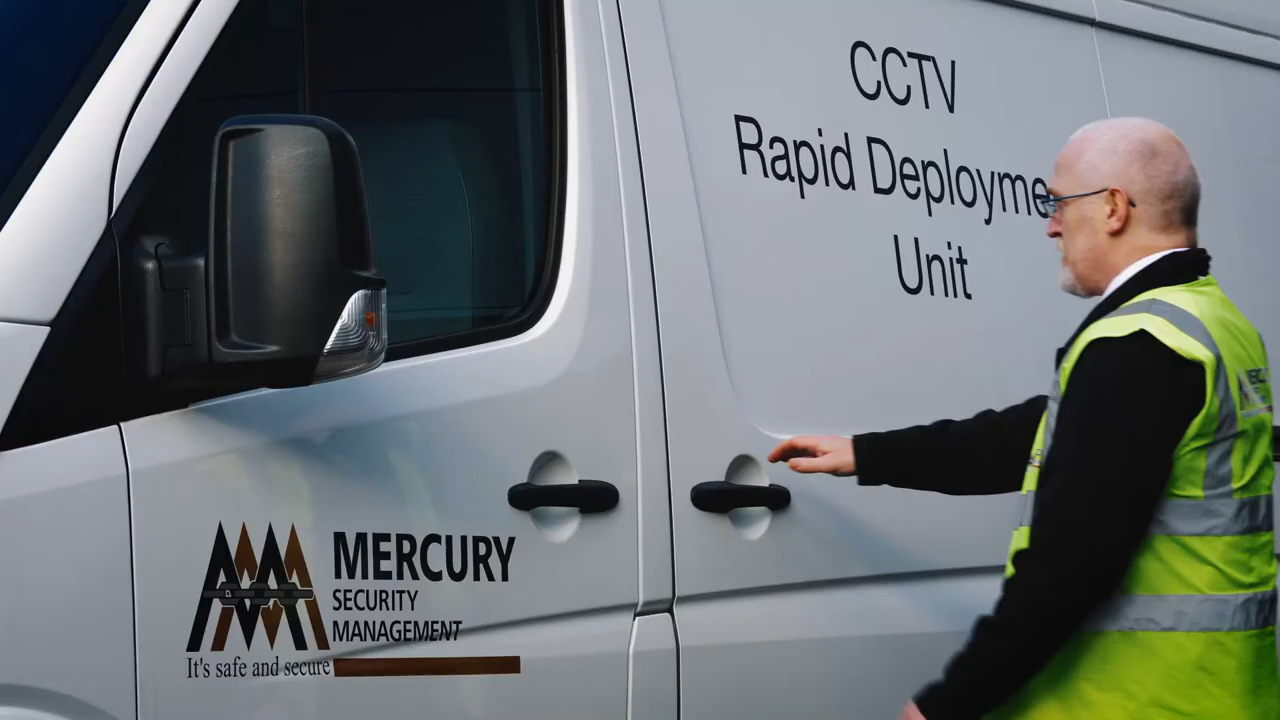 CCTV
Rapid Deployme
Unit
MERCURY
SECURITY
MANAGEMENT
It's safe and secure